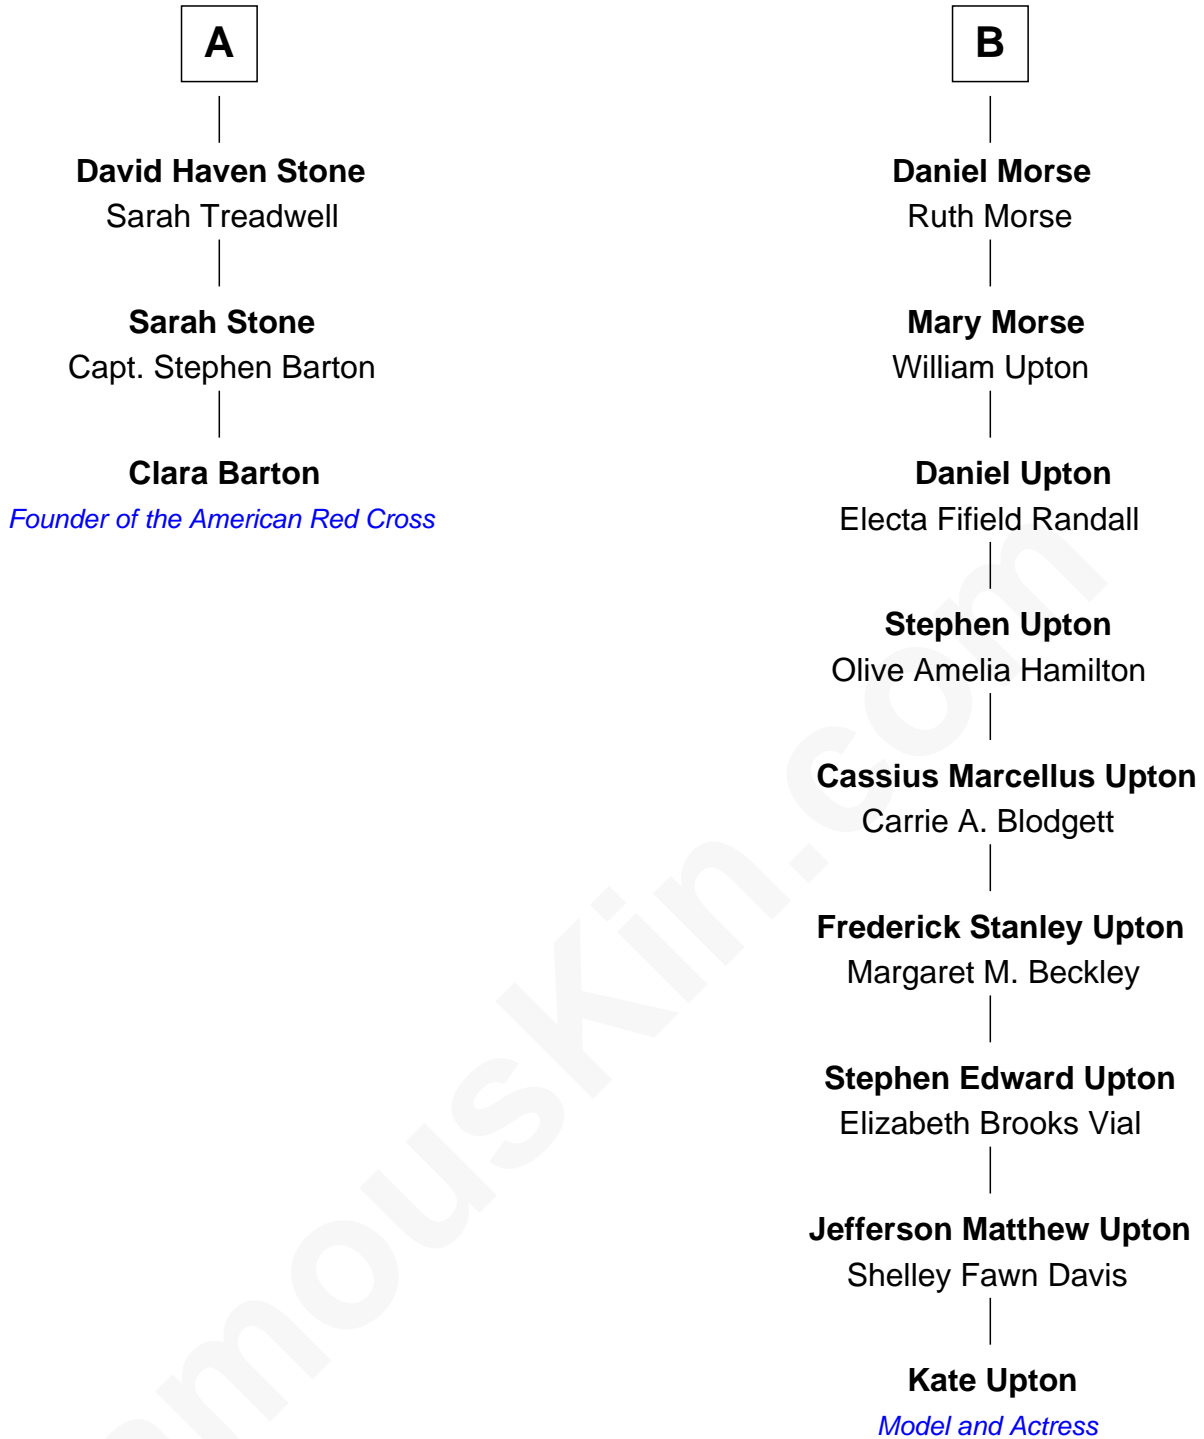 A
David Haven Stone
Sarah Treadwell
Sarah Stone
Capt. Stephen Barton
Clara Barton
Founder of the American Red Cross
B
Daniel Morse
Ruth Morse
Mary Morse
William Upton
Daniel Upton
Electa Fifield Randall
Stephen Upton
Olive Amelia Hamilton
Cassius Marcellus Upton
Carrie A. Blodgett
Frederick Stanley Upton
Margaret M. Beckley
Stephen Edward Upton
Elizabeth Brooks Vial
Jefferson Matthew Upton
Shelley Fawn Davis
Kate Upton
Model and Actress
amouskin.com